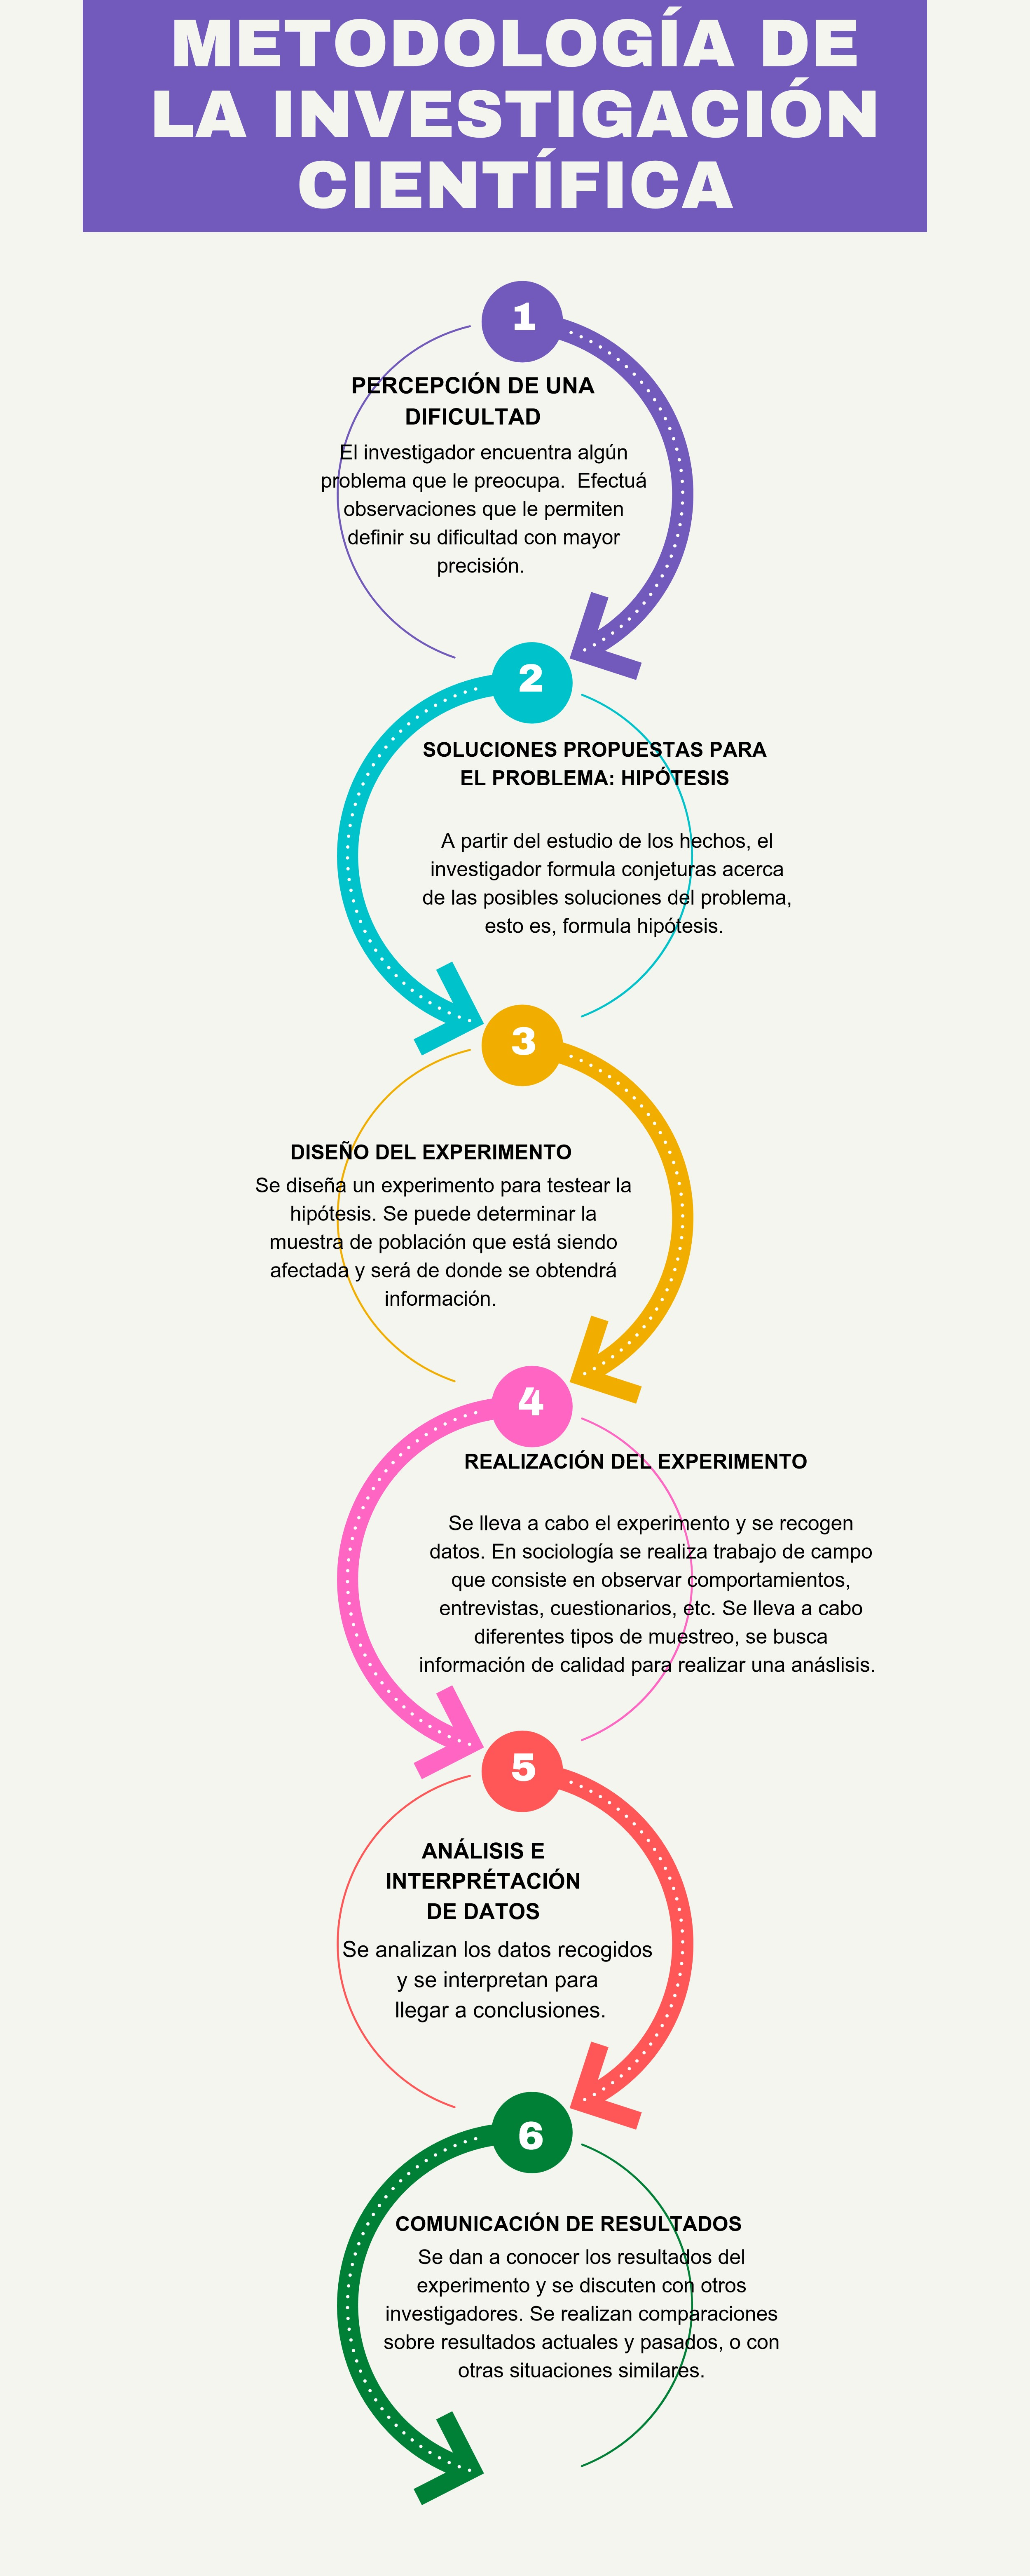 METODOLOGÍA DE
LA INVESTIGACIÓN
CIENTÍFICA
1
PERCEPCIÓN DE UNA
DIFICULTAD
El investigador encuentra algún
problema que le preocupa.  Efectuá
observaciones que le permiten
definir su dificultad con mayor
precisión.
2
SOLUCIONES PROPUESTAS PARA
EL PROBLEMA: HIPÓTESIS
A partir del estudio de los hechos, el
investigador formula conjeturas acerca
de las posibles soluciones del problema,
esto es, formula hipótesis.
3
DISEÑO DEL EXPERIMENTO
Se diseña un experimento para testear la
hipótesis. Se puede determinar la
muestra de población que está siendo
afectada y será de donde se obtendrá
información.
4
REALIZACIÓN DEL EXPERIMENTO
Se lleva a cabo el experimento y se recogen
datos. En sociología se realiza trabajo de campo
que consiste en observar comportamientos,
entrevistas, cuestionarios, etc. Se lleva a cabo
diferentes tipos de muestreo, se busca
información de calidad para realizar una anáslisis.
5
ANÁLISIS E
INTERPRÉTACIÓN
DE DATOS
Se analizan los datos recogidos
y se interpretan para
llegar a conclusiones.
6
COMUNICACIÓN DE RESULTADOS
Se dan a conocer los resultados del
experimento y se discuten con otros
investigadores. Se realizan comparaciones
sobre resultados actuales y pasados, o con
otras situaciones similares.